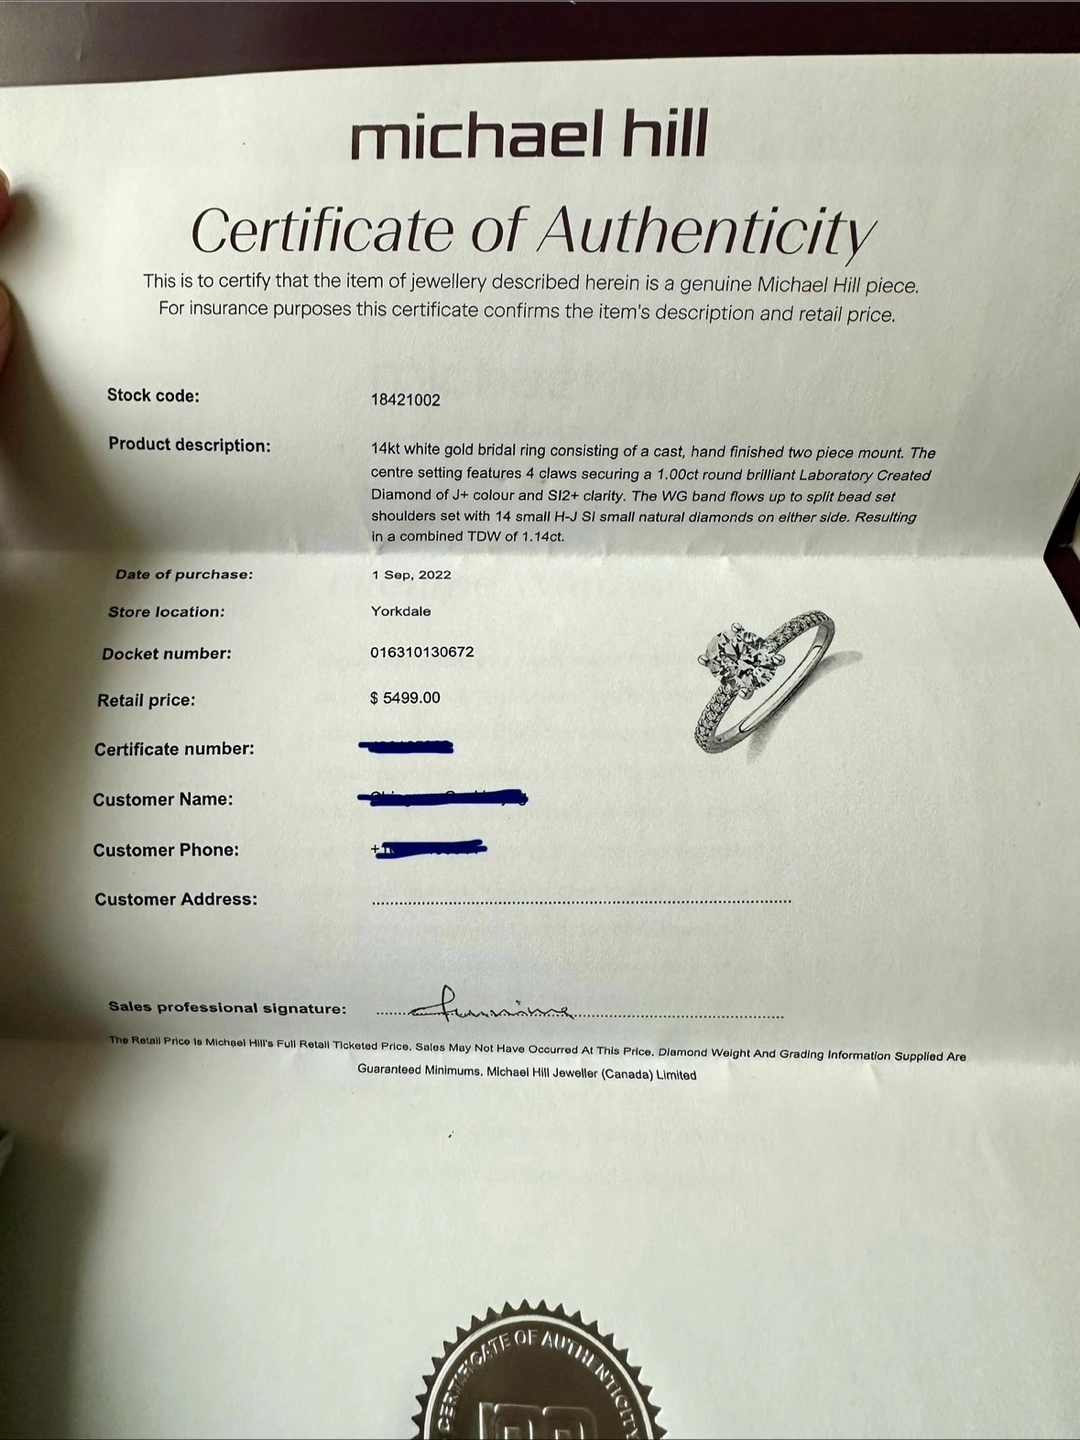 michael hill
Certificate of Authenticity
This is to certify that the item of jewellery described herein is a genuine Michael Hill piece.
For insurance purposes this certificate confirms the item's description and retail price.
Stock code: 18421002
Product description: 14kt white gold bridal ring consisting of a cast, hand finished two piece mount. The
centre setting features 4 claws securing a 1.00ct round brilliant Laboratory Created
Diamond of J+ colour and SI2+ clarity. The WG band flows up to split bead set
shoulders set with 14 small H-J SI small natural diamonds on either side. Resulting
in a combined TDW of 1.14ct.
Date of purchase: 1 Sep, 2022
Store location: Yorkdale
Docket number: 016310130672
Retail price: $ 5499.00
Certificate number:
Customer Name:
Customer Phone: +
Customer Address:
Sales professional signature:
The Retail Price Is Michael Hill's Full Retail Ticketed Price. Sales May Not Have Occurred At This Price. Diamond Weight And Grading Information Supplied Are
Guaranteed Minimums. Michael Hill Jeweller (Canada) Limited
CERTIFICATE OF AUTHENTICITY